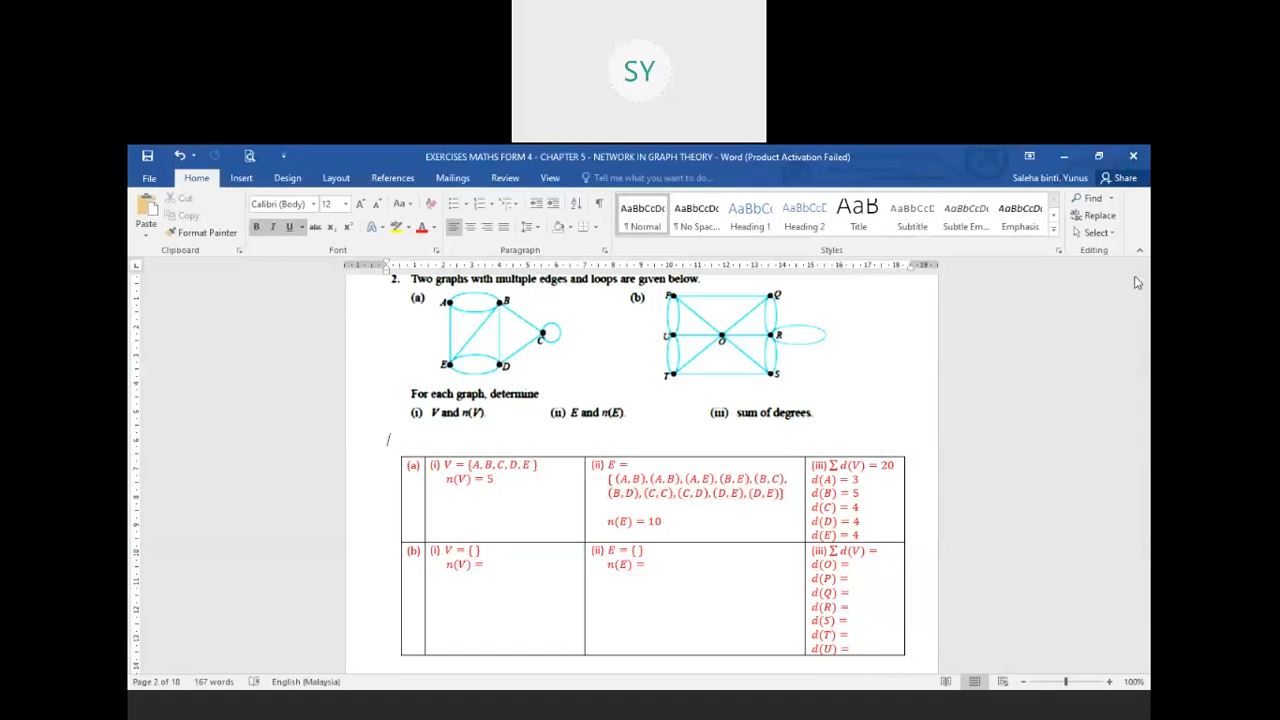 SY
EXERCISES MATHS FORM 4 - CHAPTER 5 - NETWORK IN GRAPH THEORY - Word (Product Activation Failed)
File Home Insert Design Layout References Mailings Review View Tell me what you want to do... Saleha binti. Yunus Share
Paste Cut Copy Format Painter
Calibri (Body) 12
AaBbCcDc AaBbCcDc AaBbCc AaBbCcC AaB AaBbCcD AaBbCcDc AaBbCcDc
¶ Normal ¶ No Spac... Heading 1 Heading 2 Title Subtitle Subtle Em... Emphasis
Find Replace Select
Clipboard Font Paragraph Styles Editing
2. Two graphs with multiple edges and loops are given below.
(a) A B C D E
(b) P Q U O R T S
For each graph, determine
(i) V and n(V). (ii) E and n(E). (iii) sum of degrees.
/
(a) (i) V = {A, B, C, D, E }
n(V) = 5
(ii) E =
{ (A, B), (A, B), (A, E), (B, E), (B, C),
(B, D), (C, C), (C, D), (D, E), (D, E)}
n(E) = 10
(iii) ∑ d(V) = 20
d(A) = 3
d(B) = 5
d(C) = 4
d(D) = 4
d(E) = 4
(b) (i) V = { }
n(V) =
(ii) E = { }
n(E) =
(iii) ∑ d(V) =
d(O) =
d(P) =
d(Q) =
d(R) =
d(S) =
d(T) =
d(U) =
Page 2 of 18 167 words English (Malaysia) 100%